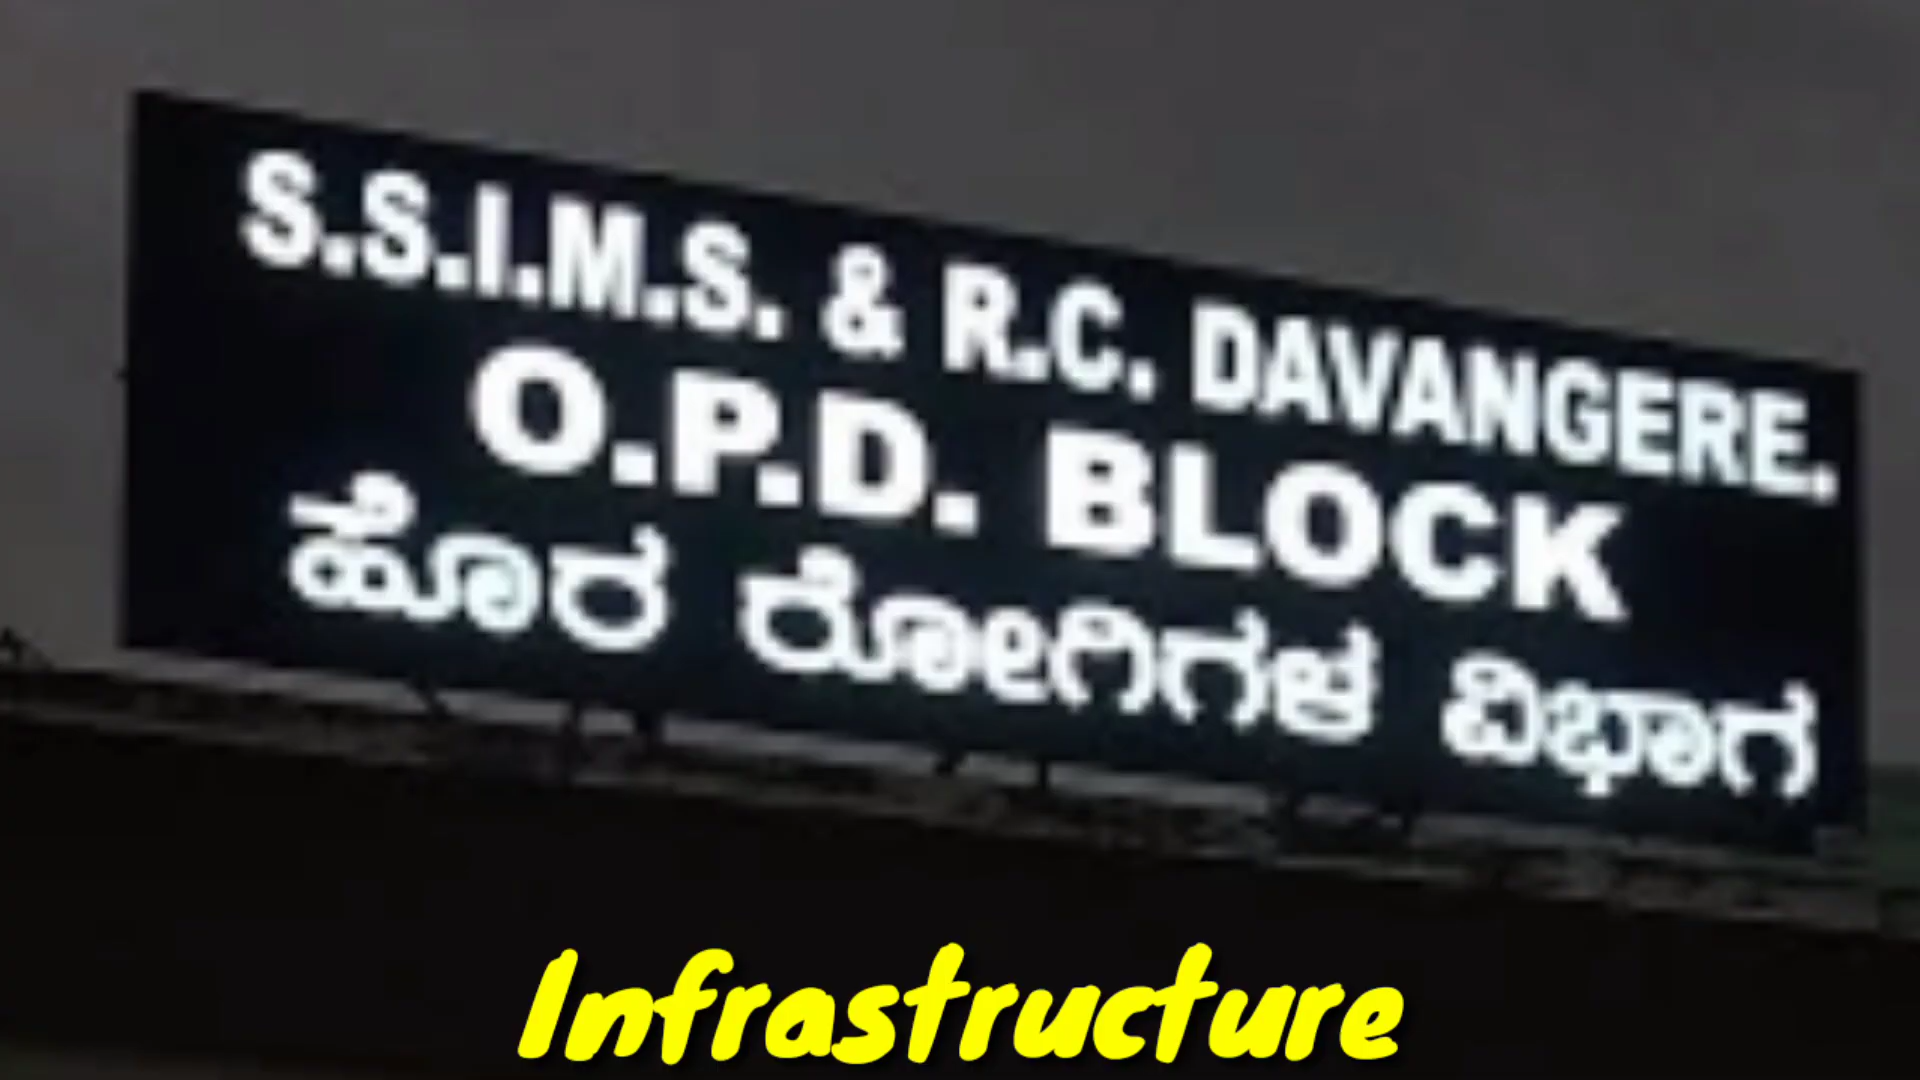 S.S.I.M.S. & R.C. DAVANGERE.
O.P.D. BLOCK
ಹೊರ ರೋಗಿಗಳ ವಿಭಾಗ
Infrastructure